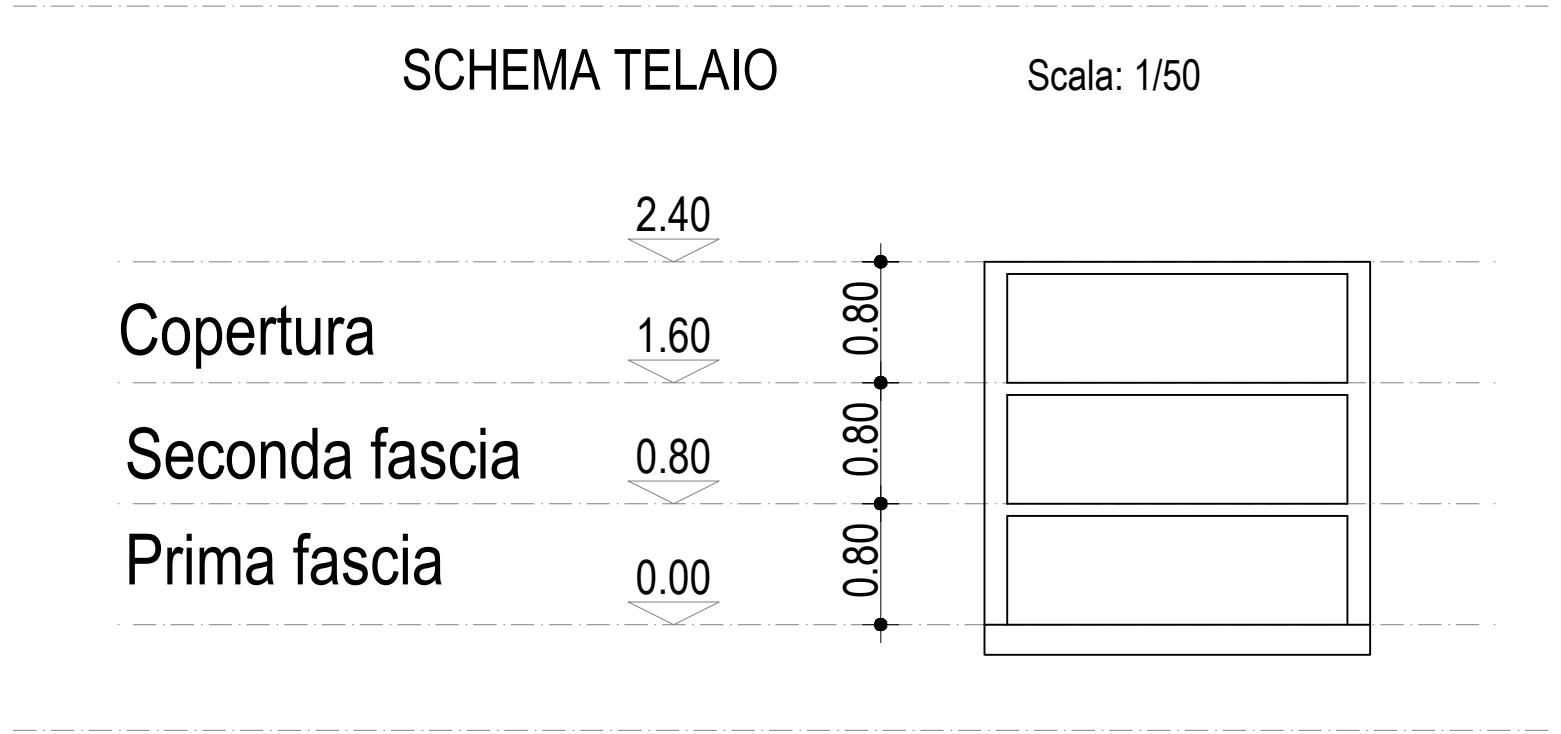 SCHEMA TELAIO Scala: 1/50
2.40
Copertura 1.60 0.80
Seconda fascia 0.80 0.80
Prima fascia 0.00 0.80